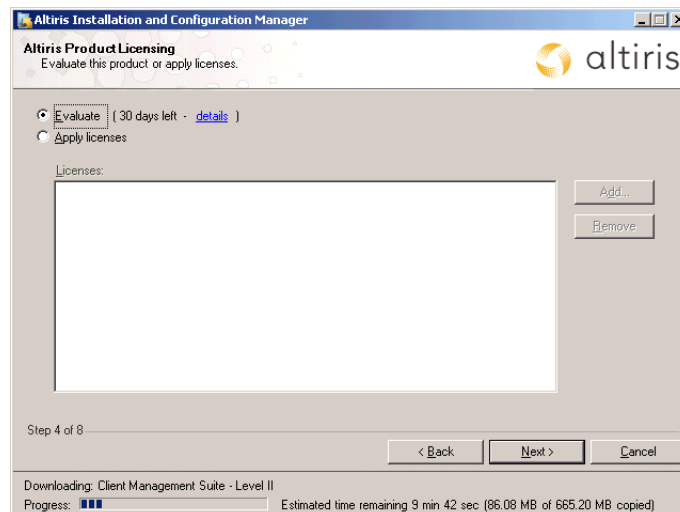 Altiris Installation and Configuration Manager
Altiris Product Licensing
Evaluate this product or apply licenses.
altiris
Evaluate ( 30 days left - details )
Apply licenses
Licenses:
Add...
Remove
Step 4 of 8
< Back Next > Cancel
Downloading: Client Management Suite - Level II
Progress: Estimated time remaining 9 min 42 sec (86.08 MB of 665.20 MB copied)